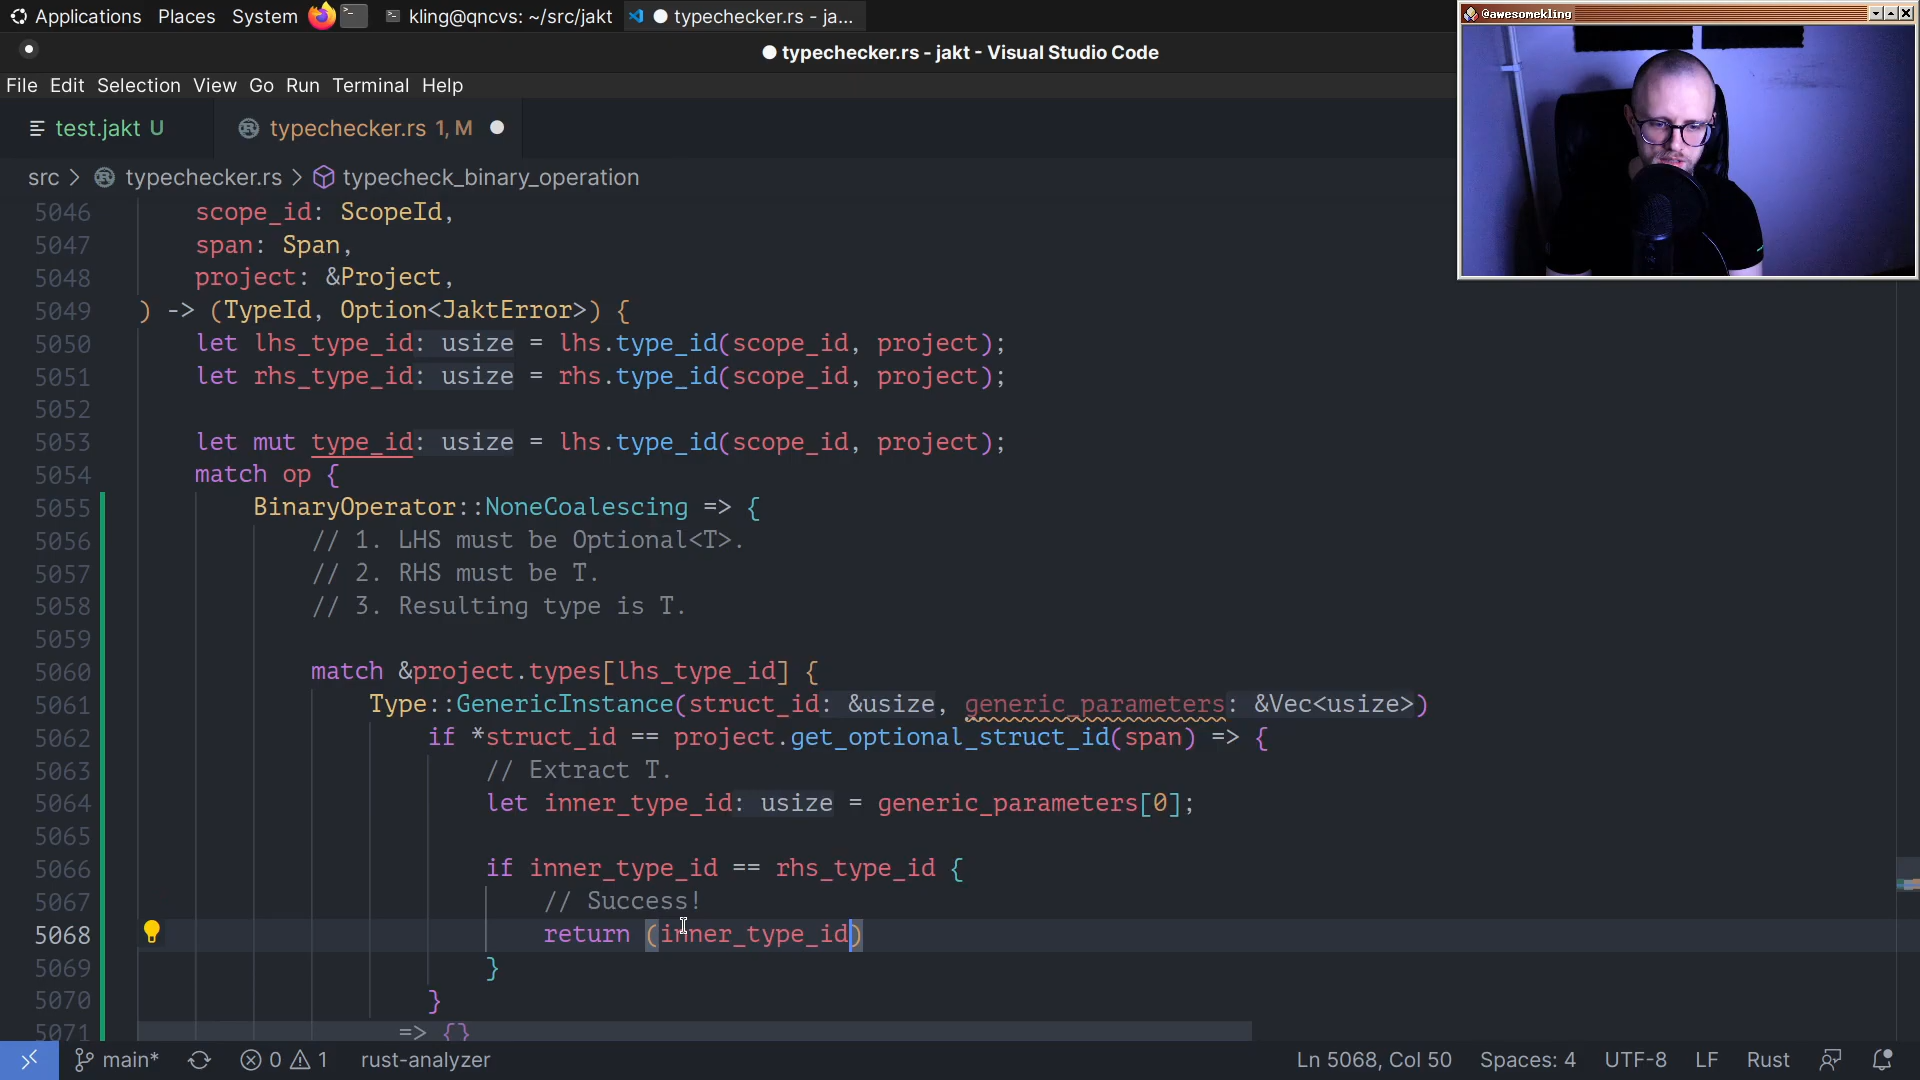 Applications Places System kling@qncvs: ~/src/jakt typechecker.rs - ja...
@awesomekling
typechecker.rs - jakt - Visual Studio Code
File Edit Selection View Go Run Terminal Help
test.jakt U typechecker.rs 1, M
src > typechecker.rs > typecheck_binary_operation
5046 scope_id: ScopeId,
5047 span: Span,
5048 project: &Project,
5049 ) -> (TypeId, Option<JaktError>) {
5050 let lhs_type_id: usize = lhs.type_id(scope_id, project);
5051 let rhs_type_id: usize = rhs.type_id(scope_id, project);
5052
5053 let mut type_id: usize = lhs.type_id(scope_id, project);
5054 match op {
5055 BinaryOperator::NoneCoalescing => {
5056 // 1. LHS must be Optional<T>.
5057 // 2. RHS must be T.
5058 // 3. Resulting type is T.
5059
5060 match &project.types[lhs_type_id] {
5061 Type::GenericInstance(struct_id: &usize, generic_parameters: &Vec<usize>)
5062 if *struct_id == project.get_optional_struct_id(span) => {
5063 // Extract T.
5064 let inner_type_id: usize = generic_parameters[0];
5065
5066 if inner_type_id == rhs_type_id {
5067 // Success!
5068 return (inner_type_id)
5069 }
5070 }
5071 => {}
main* 0 1 rust-analyzer Ln 5068, Col 50 Spaces: 4 UTF-8 LF Rust